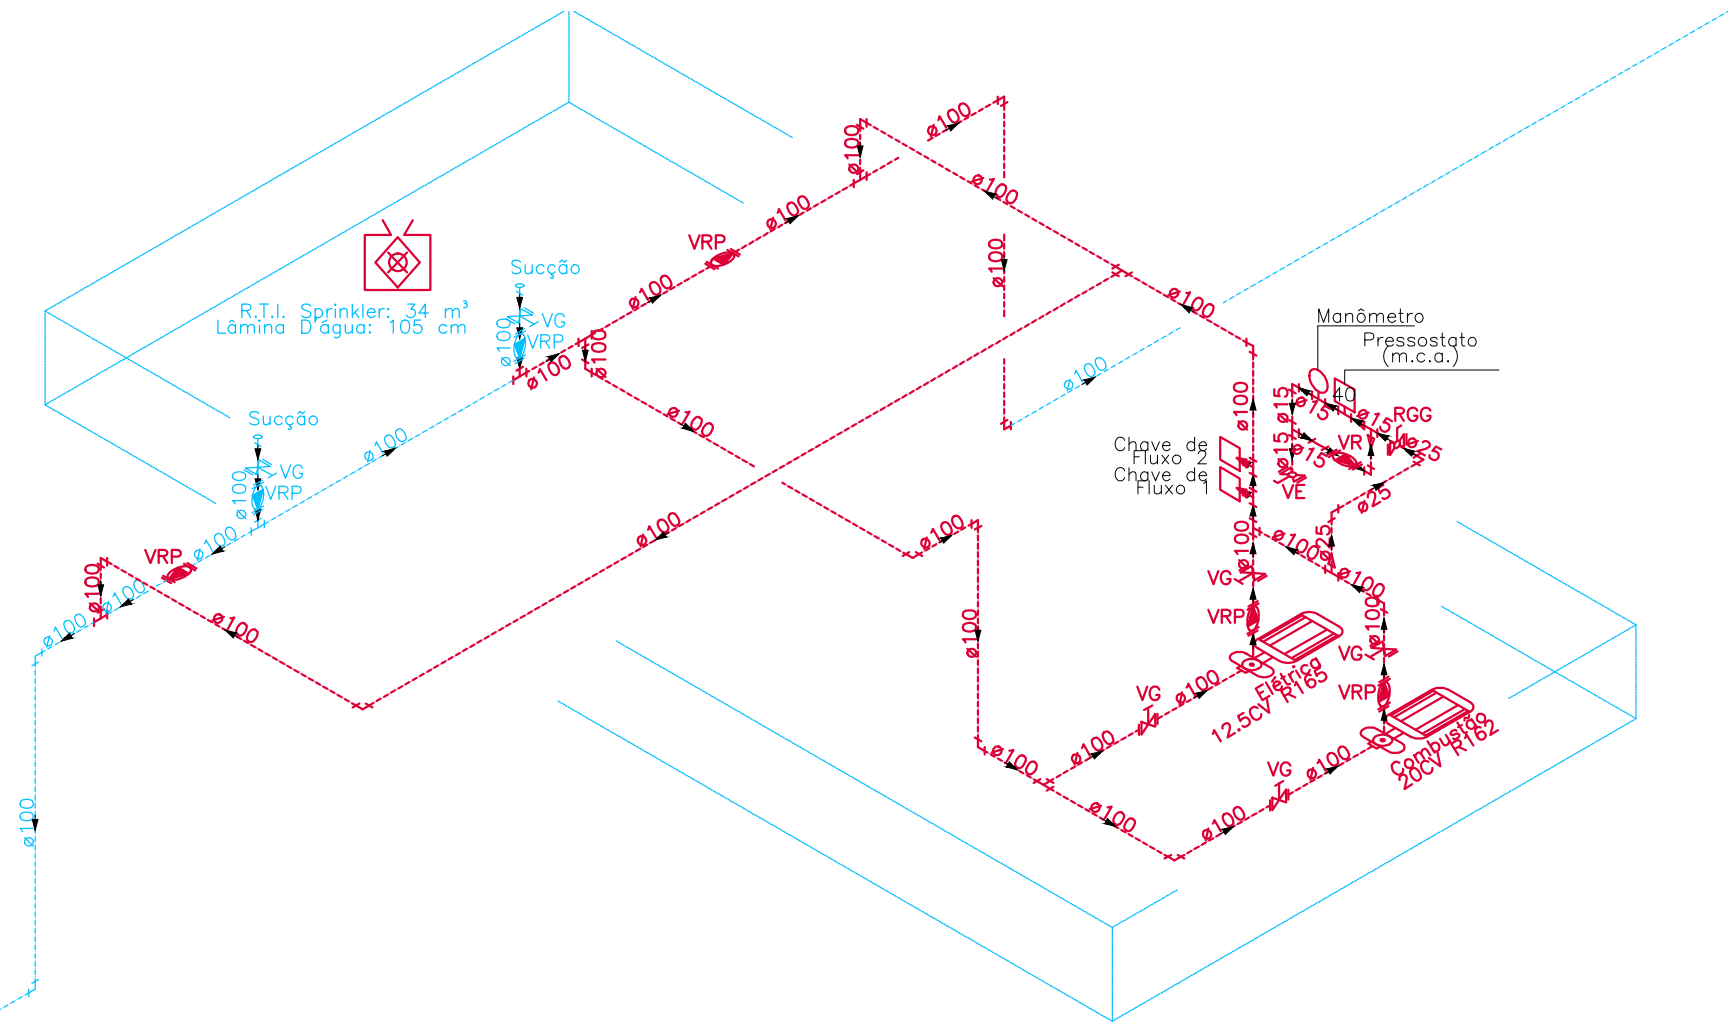 ø100
ø100
ø100
ø100
ø100
VRP
ø100
Sucção
ø100
ø100
VG
VRP
R.T.I. Sprinkler: 34 m³
Lâmina D'água: 105 cm
ø100
ø100
ø100
Manômetro
Pressostato
(m.c.a.)
40
ø100
ø15
ø15
RGG
ø100
Sucção
ø100
ø100
Chave de
Fluxo 2
Chave de
Fluxo 1
VR
ø25
ø15
ø15
VE
ø25
VG
VRP
ø100
ø100
ø100
ø100
ø100
ø100
ø25
VRP
ø100
ø100
VG
ø100
ø100
ø100
VRP
ø100
ø100
ø100
VG
Elétrica
12.5CV R165
VG
ø100
VRP
ø100
ø100
VG
ø100
Combustão
20CV R162
ø100
ø100
ø100